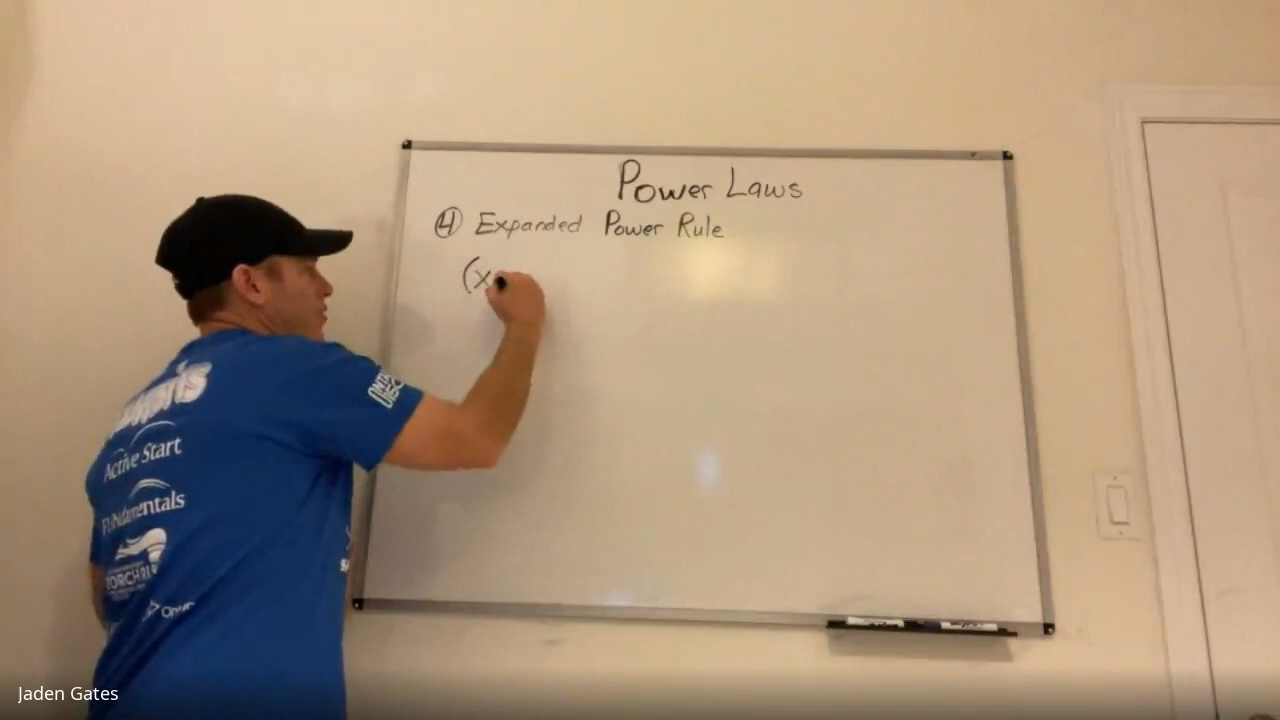 Power Laws
④ Expanded Power Rule
(x
Active Start
FUNdamentals
Jaden Gates